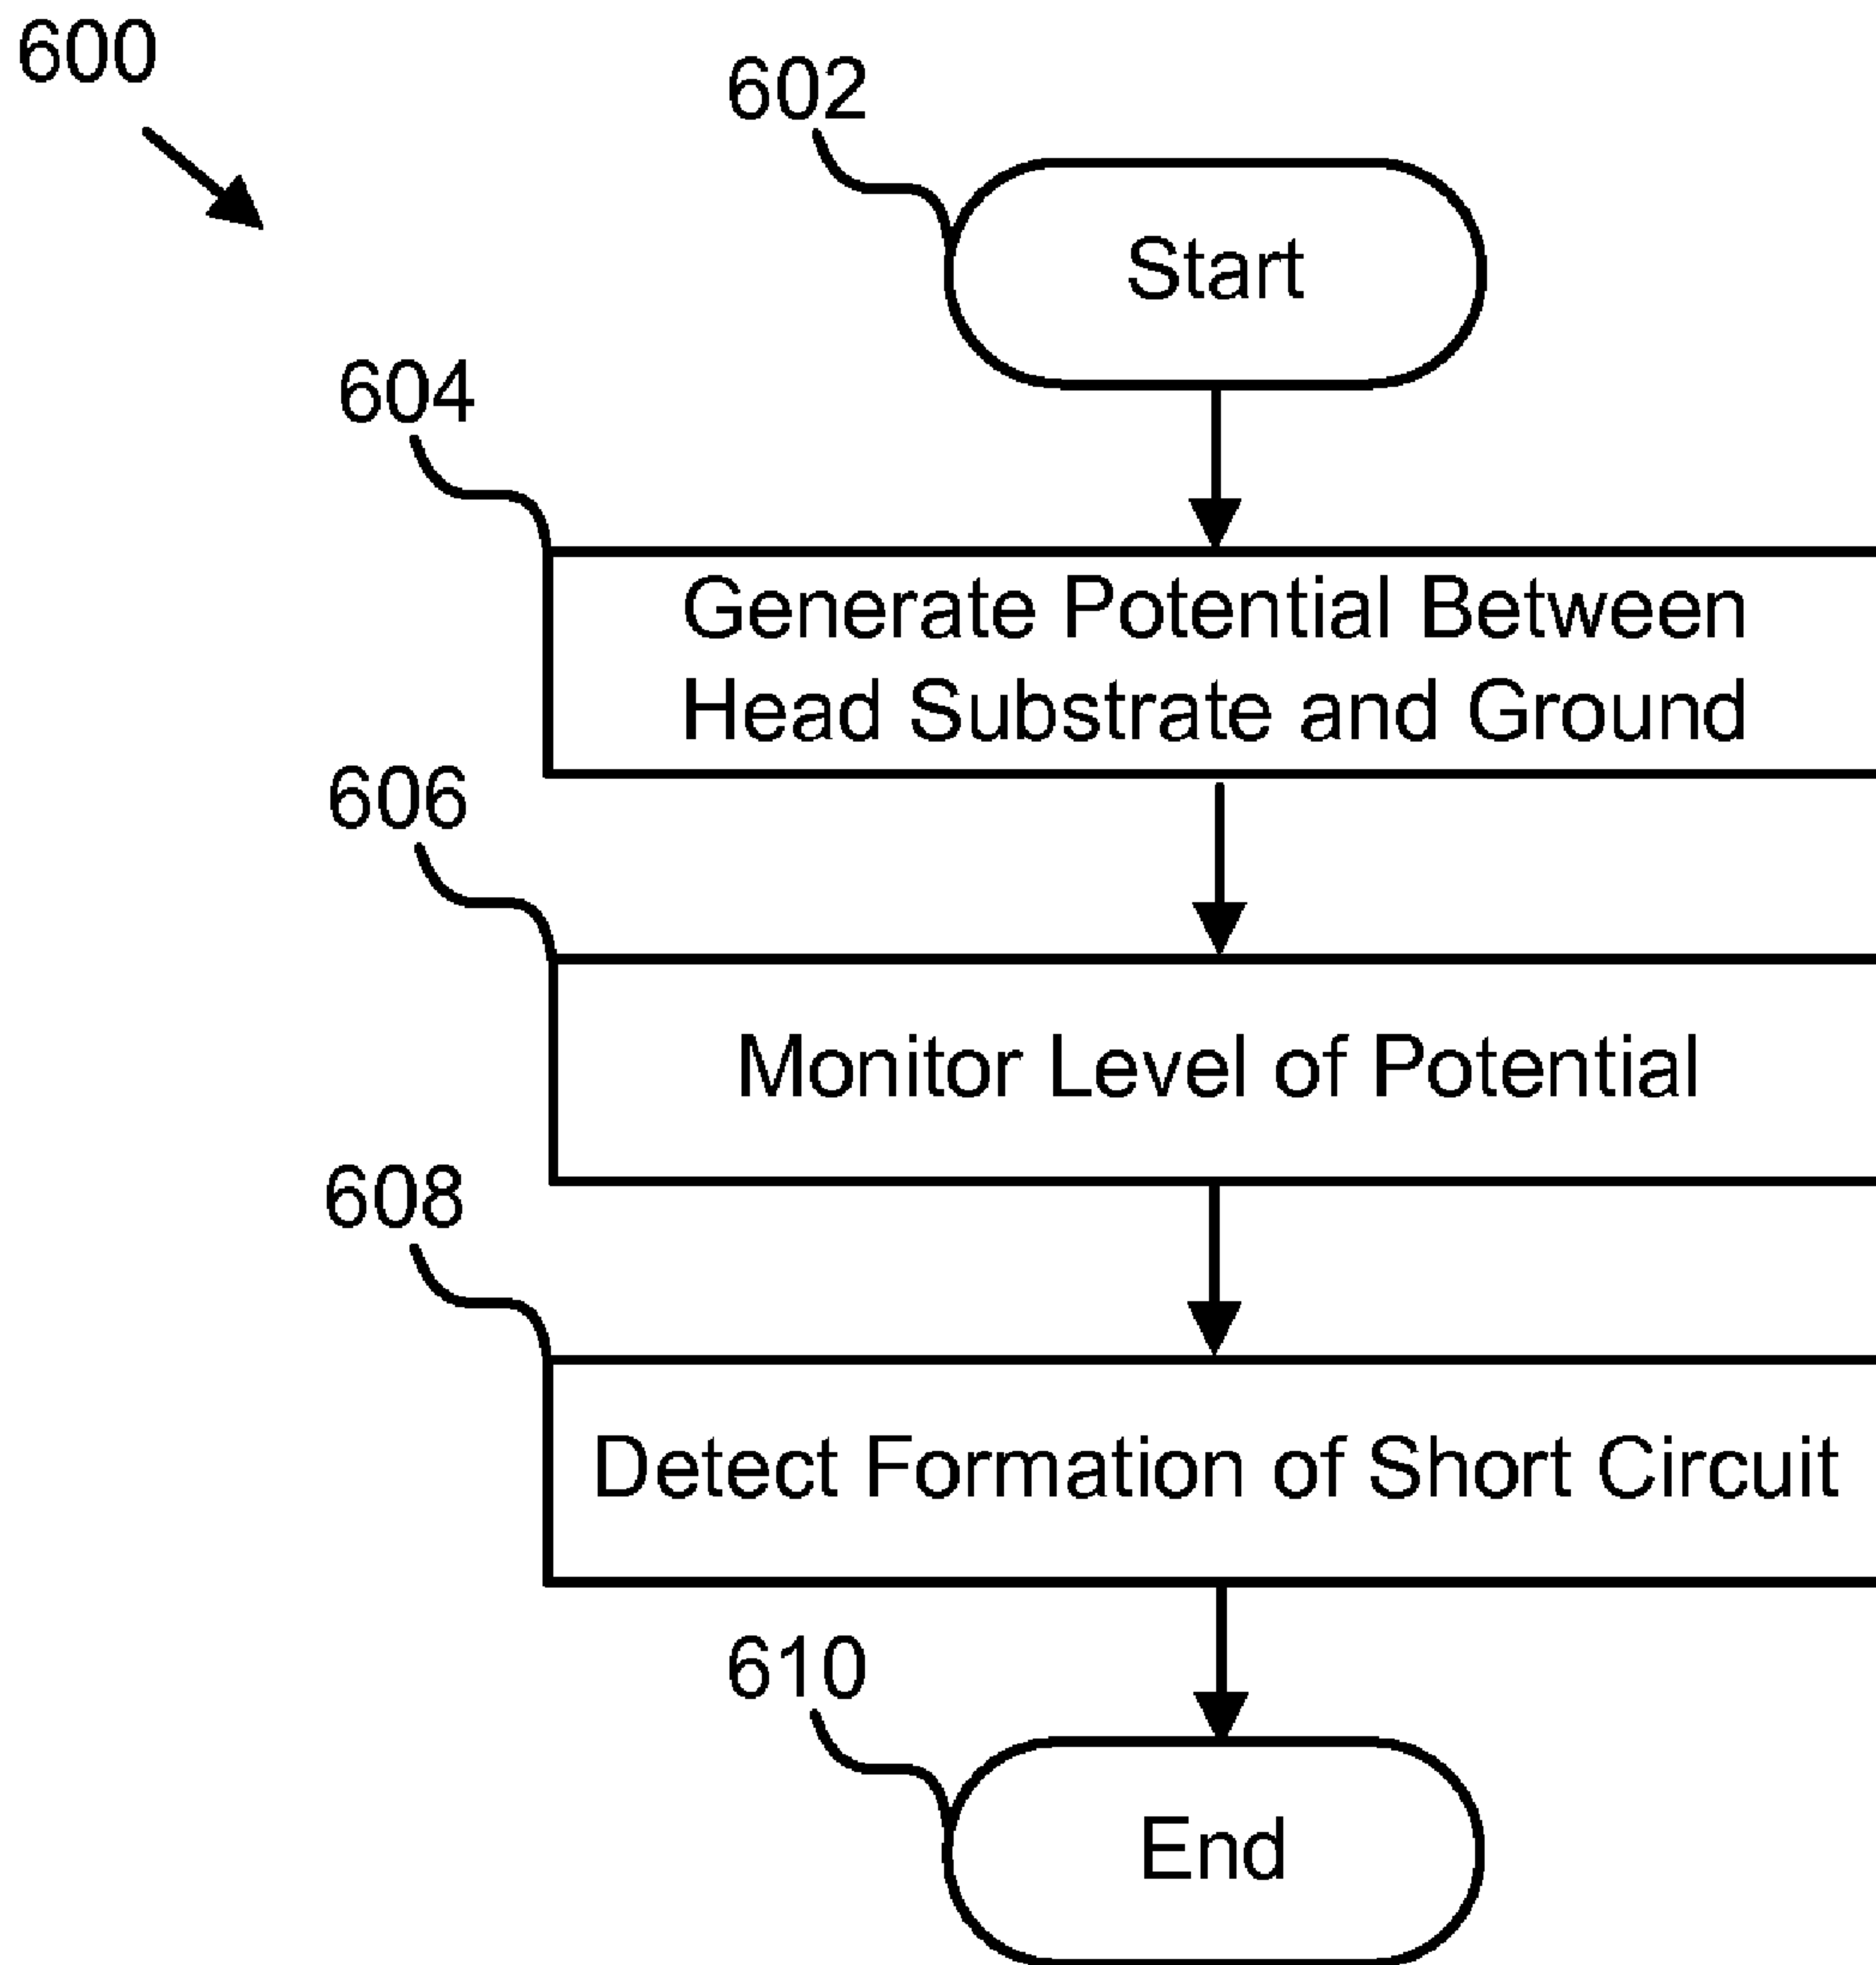 600
602
Start
604
Generate Potential Between
Head Substrate and Ground
606
Monitor Level of Potential
608
Detect Formation of Short Circuit
610
End